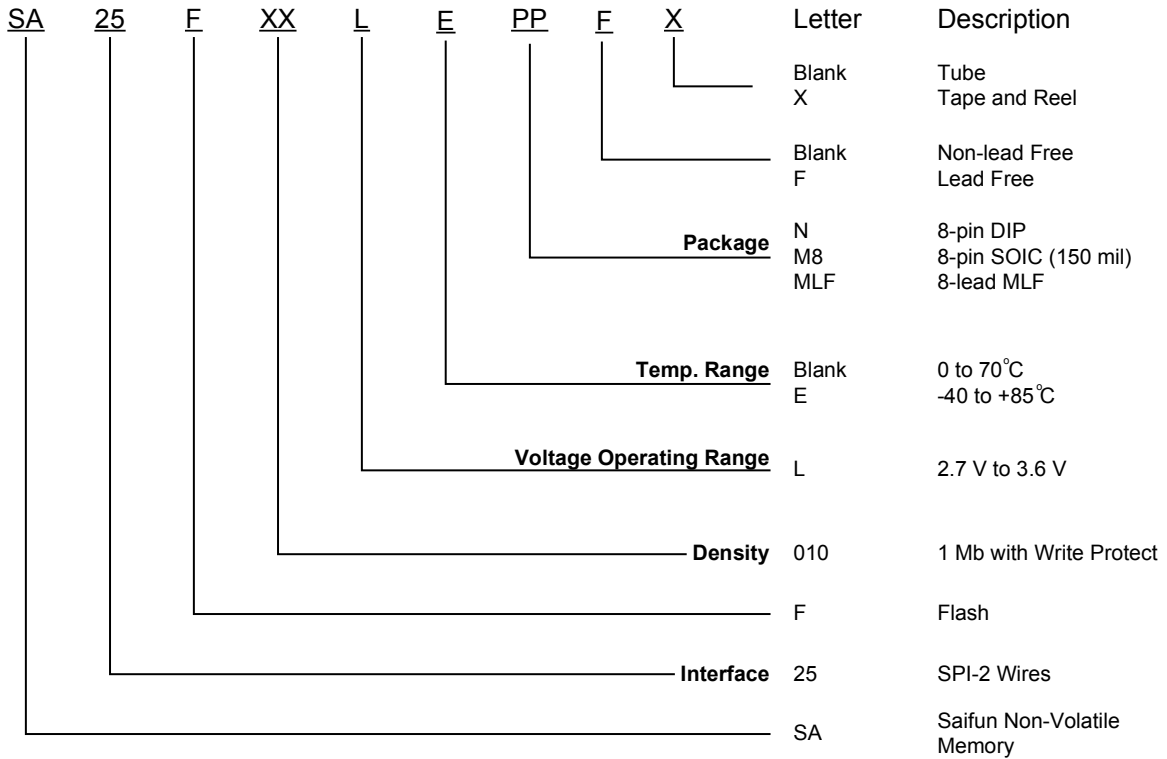 SA 25 F XX L E PP F X Letter Description
Blank Tube
X Tape and Reel
Blank Non-lead Free
F Lead Free
Package N 8-pin DIP
M8 8-pin SOIC (150 mil)
MLF 8-lead MLF
Temp. Range Blank 0 to 70°C
E -40 to +85°C
Voltage Operating Range L 2.7 V to 3.6 V
Density 010 1 Mb with Write Protect
F Flash
Interface 25 SPI-2 Wires
SA Saifun Non-Volatile
Memory